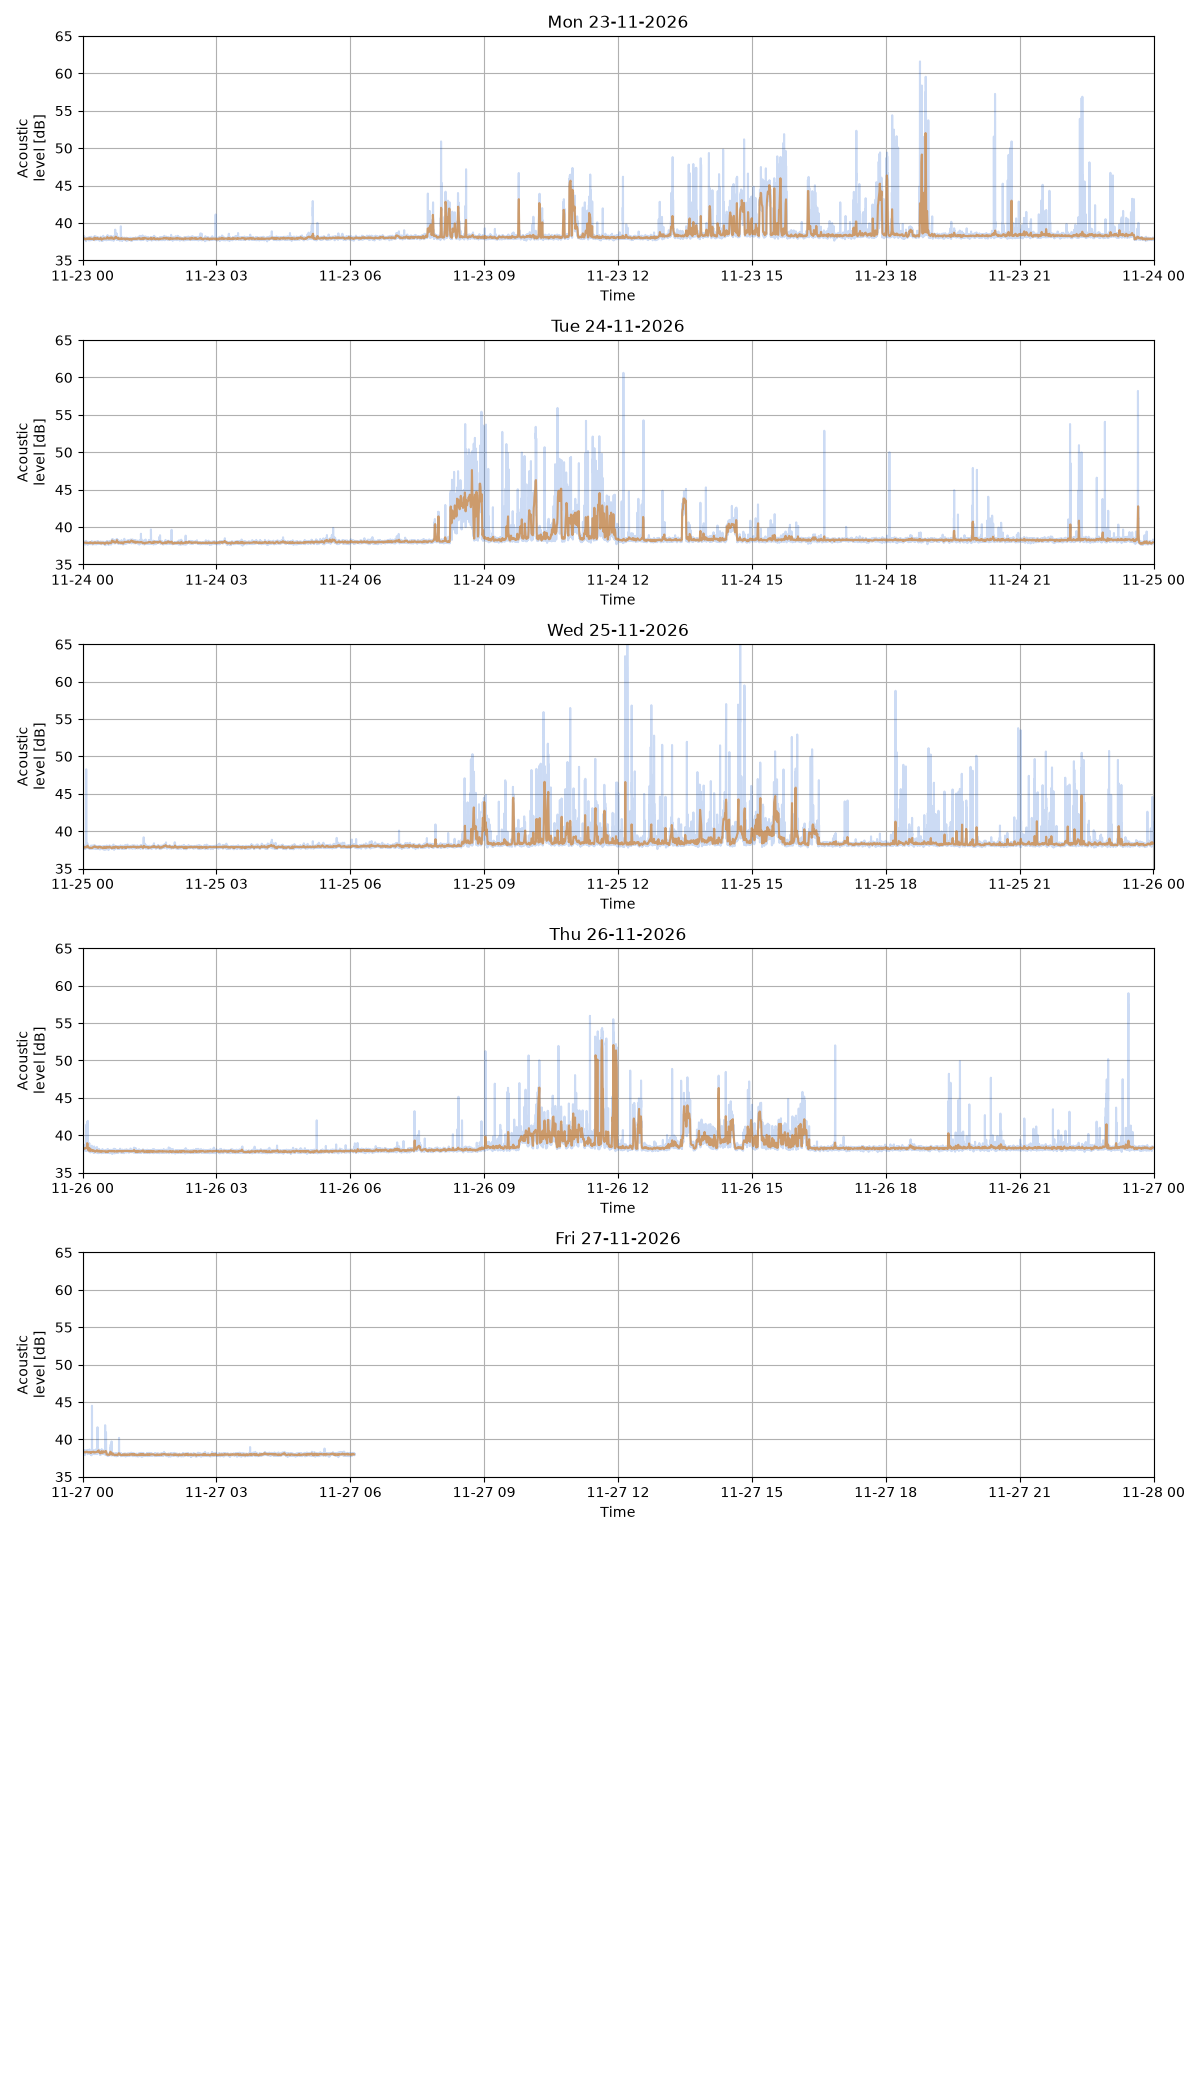 Mon 23-11-2026
65
60
55
50
45
40
35
Acoustic
level [dB]
11-23 00 11-23 03 11-23 06 11-23 09 11-23 12 11-23 15 11-23 18 11-23 21 11-24 00
Time
Tue 24-11-2026
65
60
55
50
45
40
35
Acoustic
level [dB]
11-24 00 11-24 03 11-24 06 11-24 09 11-24 12 11-24 15 11-24 18 11-24 21 11-25 00
Time
Wed 25-11-2026
65
60
55
50
45
40
35
Acoustic
level [dB]
11-25 00 11-25 03 11-25 06 11-25 09 11-25 12 11-25 15 11-25 18 11-25 21 11-26 00
Time
Thu 26-11-2026
65
60
55
50
45
40
35
Acoustic
level [dB]
11-26 00 11-26 03 11-26 06 11-26 09 11-26 12 11-26 15 11-26 18 11-26 21 11-27 00
Time
Fri 27-11-2026
65
60
55
50
45
40
35
Acoustic
level [dB]
11-27 00 11-27 03 11-27 06 11-27 09 11-27 12 11-27 15 11-27 18 11-27 21 11-28 00
Time